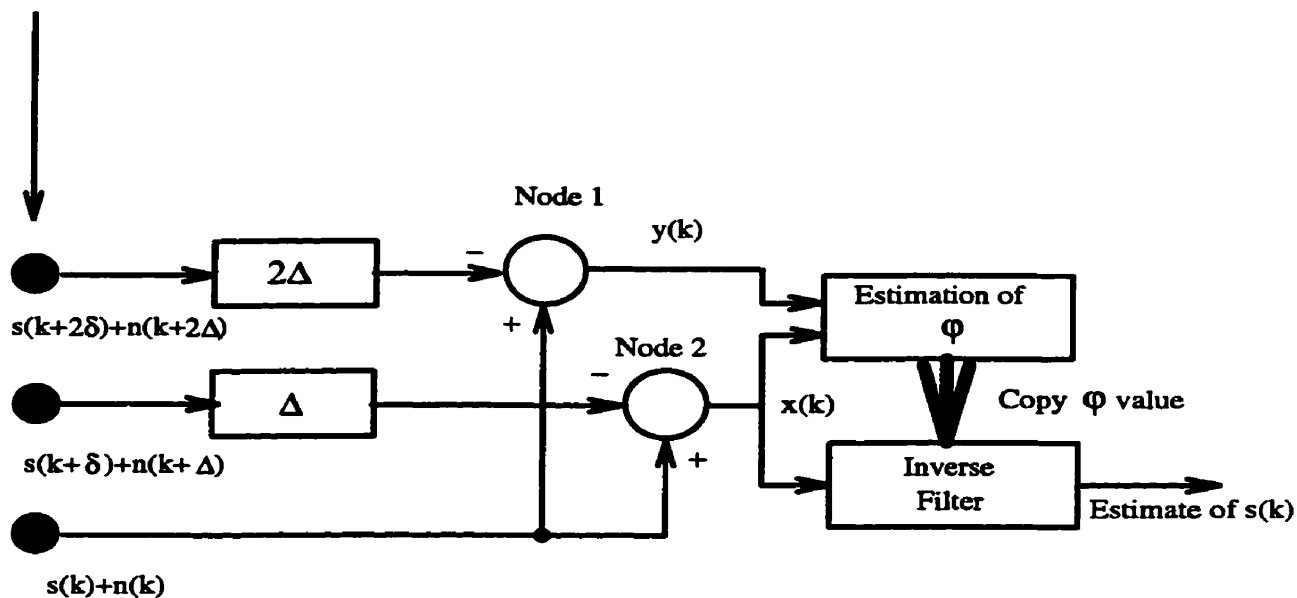 Node 1
y(k)
−
2Δ
Estimation of
φ
s(k+2δ)+n(k+2Δ)
+
Node 2
−
Δ
x(k)
Copy φ value
s(k+δ)+n(k+Δ)
+
Inverse
Filter
Estimate of s(k)
s(k)+n(k)